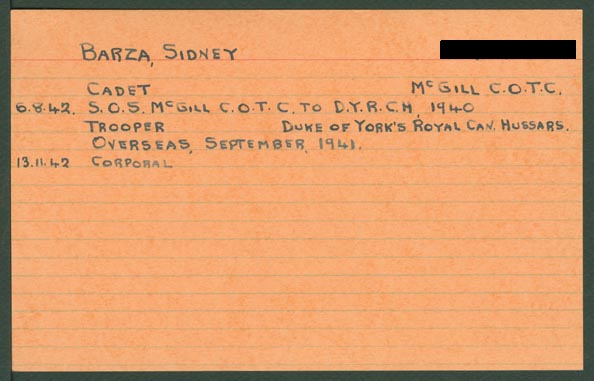 BARZA, SIDNEY
CADET McGILL C.O.T.C.
6.8.42. S.O.S. McGILL C.O.T.C. TO D.Y.R.C.H, 1940
TROOPER DUKE OF YORK'S ROYAL CAN. HUSSARS.
OVERSEAS, SEPTEMBER, 1941.
13.11.42 CORPORAL